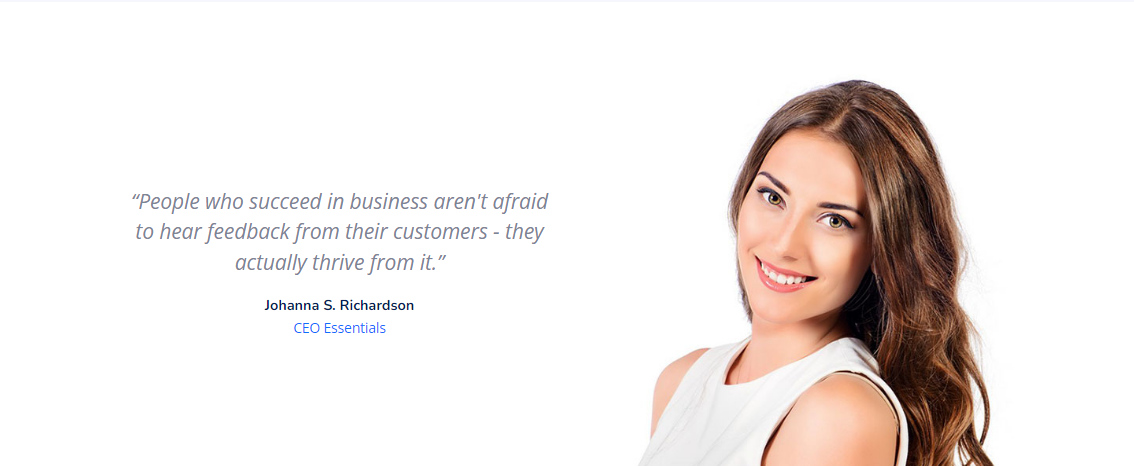 “People who succeed in business aren't afraid
to hear feedback from their customers - they
actually thrive from it.”
Johanna S. Richardson
CEO Essentials